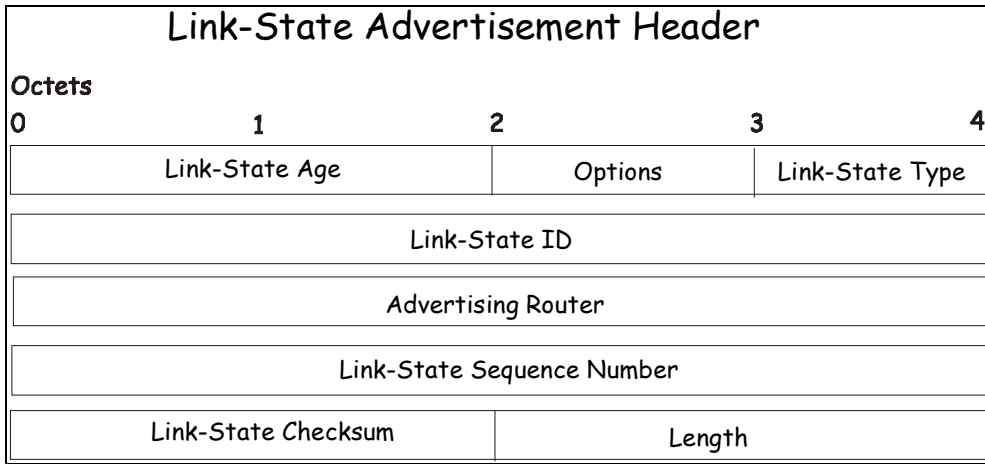 Link-State Advertisement Header
Octets
0 1 2 3 4
Link-State Age Options Link-State Type
Link-State ID
Advertising Router
Link-State Sequence Number
Link-State Checksum Length